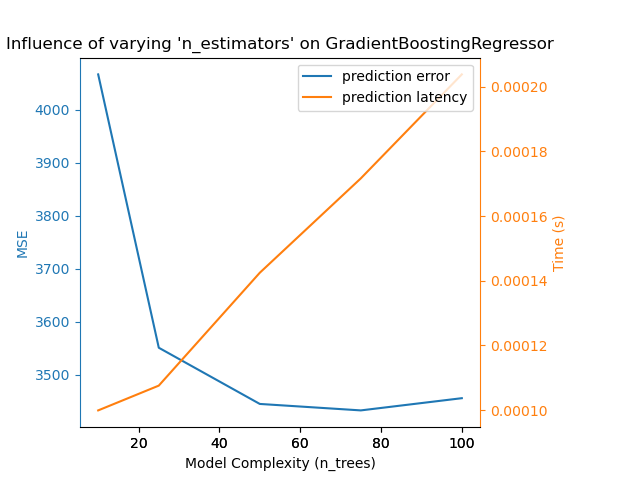 Influence of varying 'n_estimators' on GradientBoostingRegressor
prediction error
prediction latency
4000
3900
3800
3700
3600
3500
MSE
0.00020
0.00018
0.00016
0.00014
0.00012
0.00010
Time (s)
20 40 60 80 100
Model Complexity (n_trees)